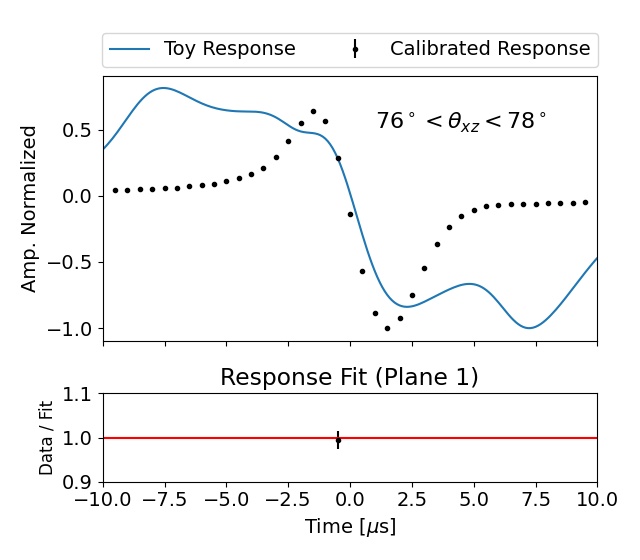 Toy Response
Calibrated Response
76° < θxz < 78°
Amp. Normalized
0.5
0.0
−0.5
−1.0
Response Fit (Plane 1)
Data / Fit
1.1
1.0
0.9
−10.0 −7.5 −5.0 −2.5 0.0 2.5 5.0 7.5 10.0
Time [μs]